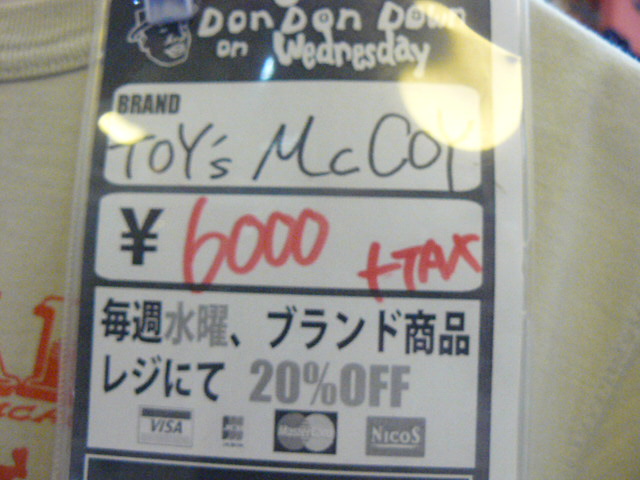 Don Don Down
on Wednesday
BRAND
TOY's McCOY
¥ 6000 +TAX
毎週水曜、ブランド商品
レジにて 20%OFF
VISA MasterCard NICOS